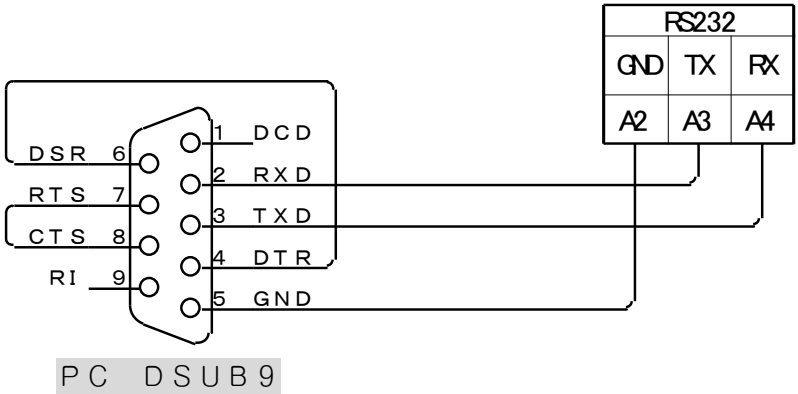 RS232
GND TX RX
A2 A3 A4
1 DCD
DSR 6
2 RXD
RTS 7
3 TXD
CTS 8
4 DTR
RI 9
5 GND
PC DSUB9